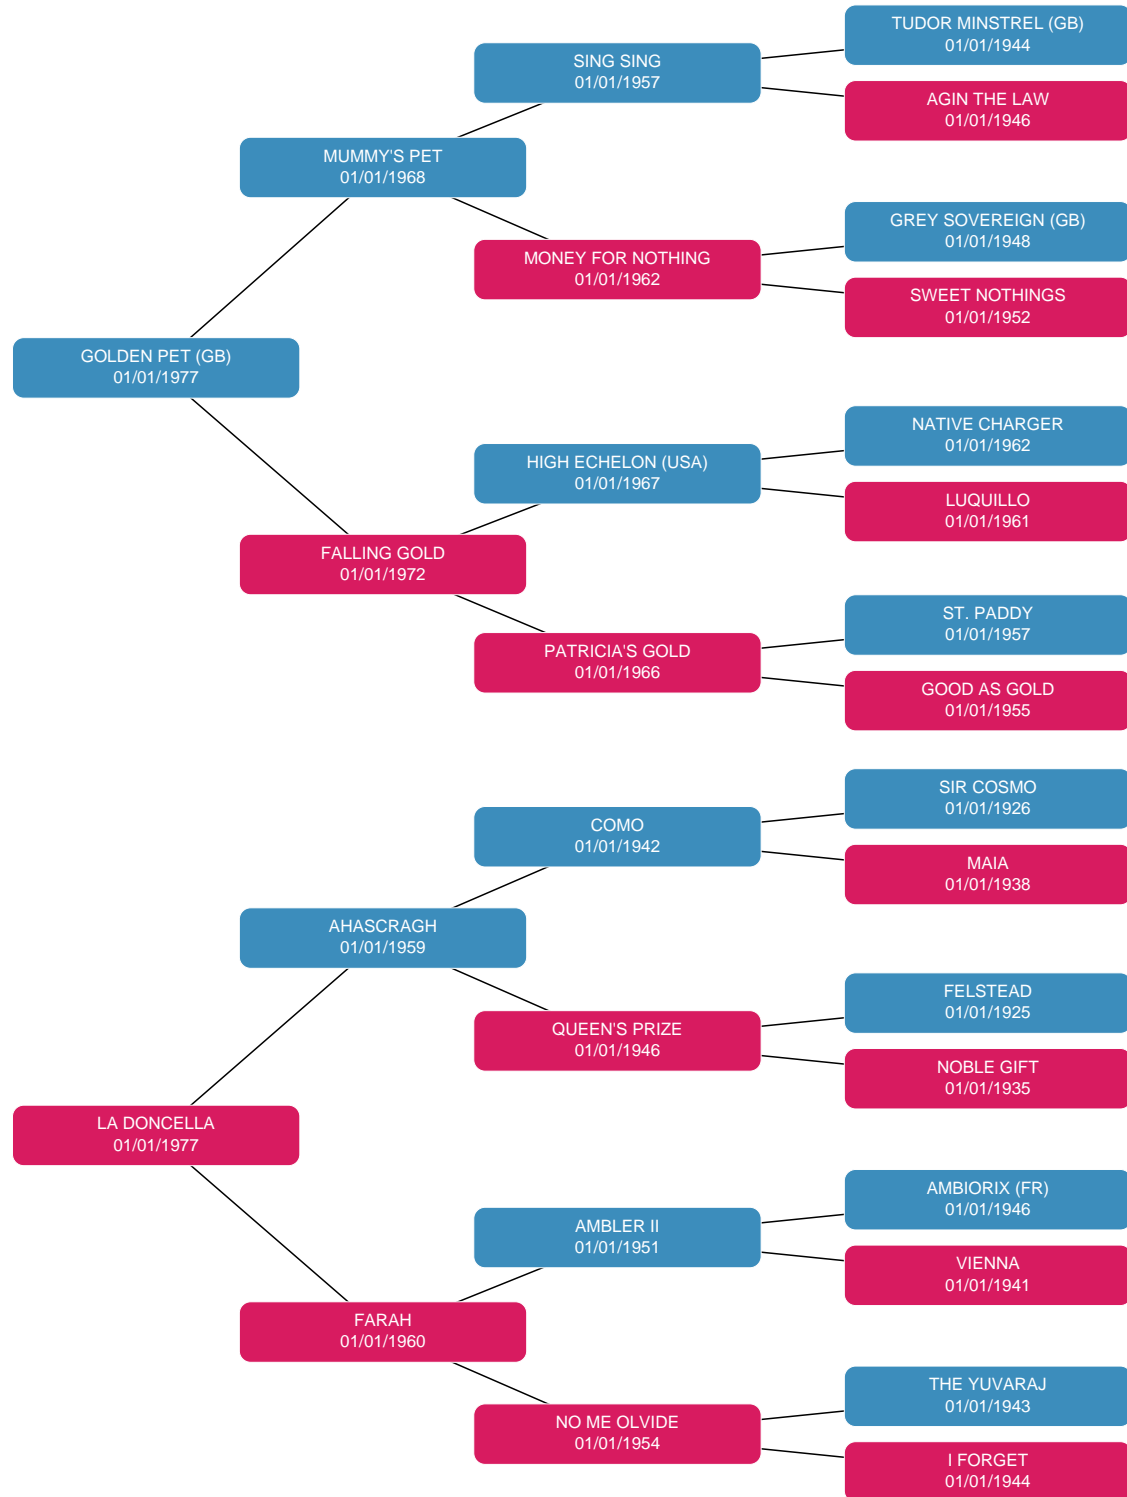 TUDOR MINSTREL (GB)
01/01/1944
SING SING
01/01/1957
AGIN THE LAW
01/01/1946
MUMMY'S PET
01/01/1968
GREY SOVEREIGN (GB)
01/01/1948
MONEY FOR NOTHING
01/01/1962
SWEET NOTHINGS
01/01/1952
GOLDEN PET (GB)
01/01/1977
NATIVE CHARGER
01/01/1962
HIGH ECHELON (USA)
01/01/1967
LUQUILLO
01/01/1961
FALLING GOLD
01/01/1972
ST. PADDY
01/01/1957
PATRICIA'S GOLD
01/01/1966
GOOD AS GOLD
01/01/1955
SIR COSMO
01/01/1926
COMO
01/01/1942
MAIA
01/01/1938
AHASCRAGH
01/01/1959
FELSTEAD
01/01/1925
QUEEN'S PRIZE
01/01/1946
NOBLE GIFT
01/01/1935
LA DONCELLA
01/01/1977
AMBIORIX (FR)
01/01/1946
AMBLER II
01/01/1951
VIENNA
01/01/1941
FARAH
01/01/1960
THE YUVARAJ
01/01/1943
NO ME OLVIDE
01/01/1954
I FORGET
01/01/1944